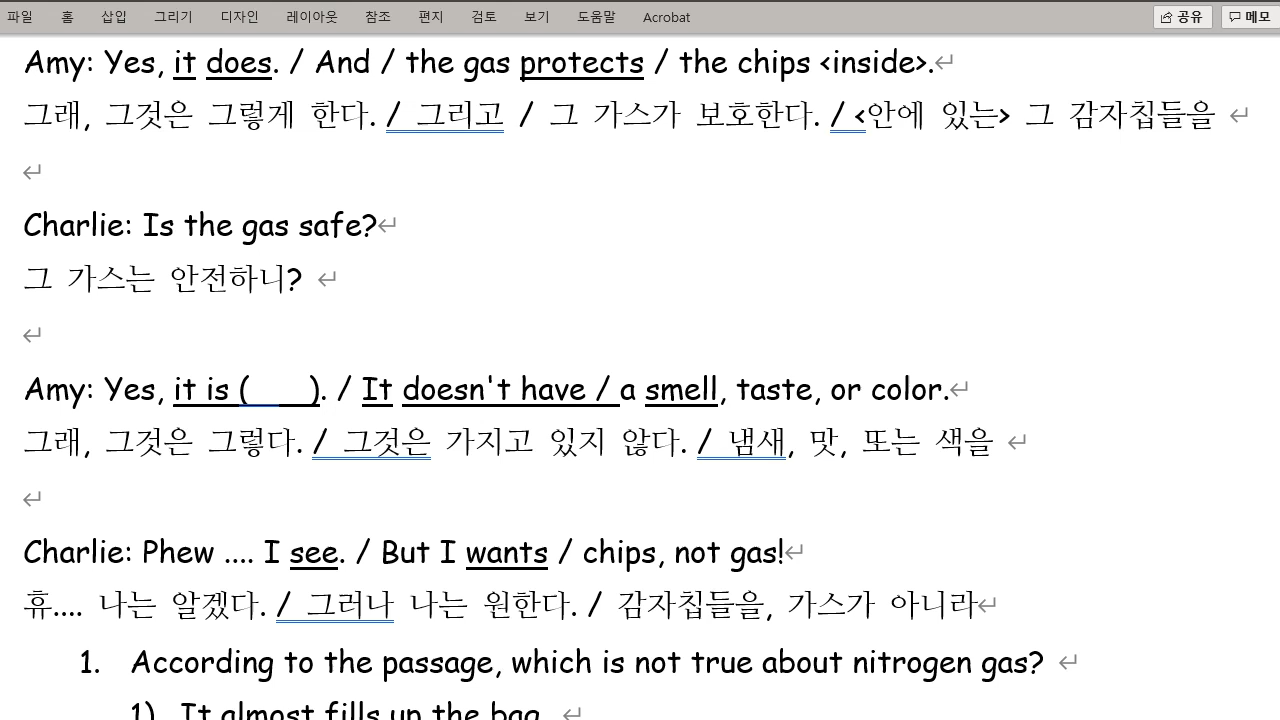 파일 홈 삽입 그리기 디자인 레이아웃 참조 편지 검토 보기 도움말 Acrobat 공유 메모
Amy: Yes, it does. / And / the gas protects / the chips <inside>.
그래, 그것은 그렇게 한다. / 그리고 / 그 가스가 보호한다. / <안에 있는> 그 감자칩들을
Charlie: Is the gas safe?
그 가스는 안전하니?
Amy: Yes, it is (      ). / It doesn't have / a smell, taste, or color.
그래, 그것은 그렇다. / 그것은 가지고 있지 않다. / 냄새, 맛, 또는 색을
Charlie: Phew .... I see. / But I wants / chips, not gas!
휴.... 나는 알겠다. / 그러나 나는 원한다. / 감자칩들을, 가스가 아니라
1. According to the passage, which is not true about nitrogen gas?
1) It almost fills up the bag.